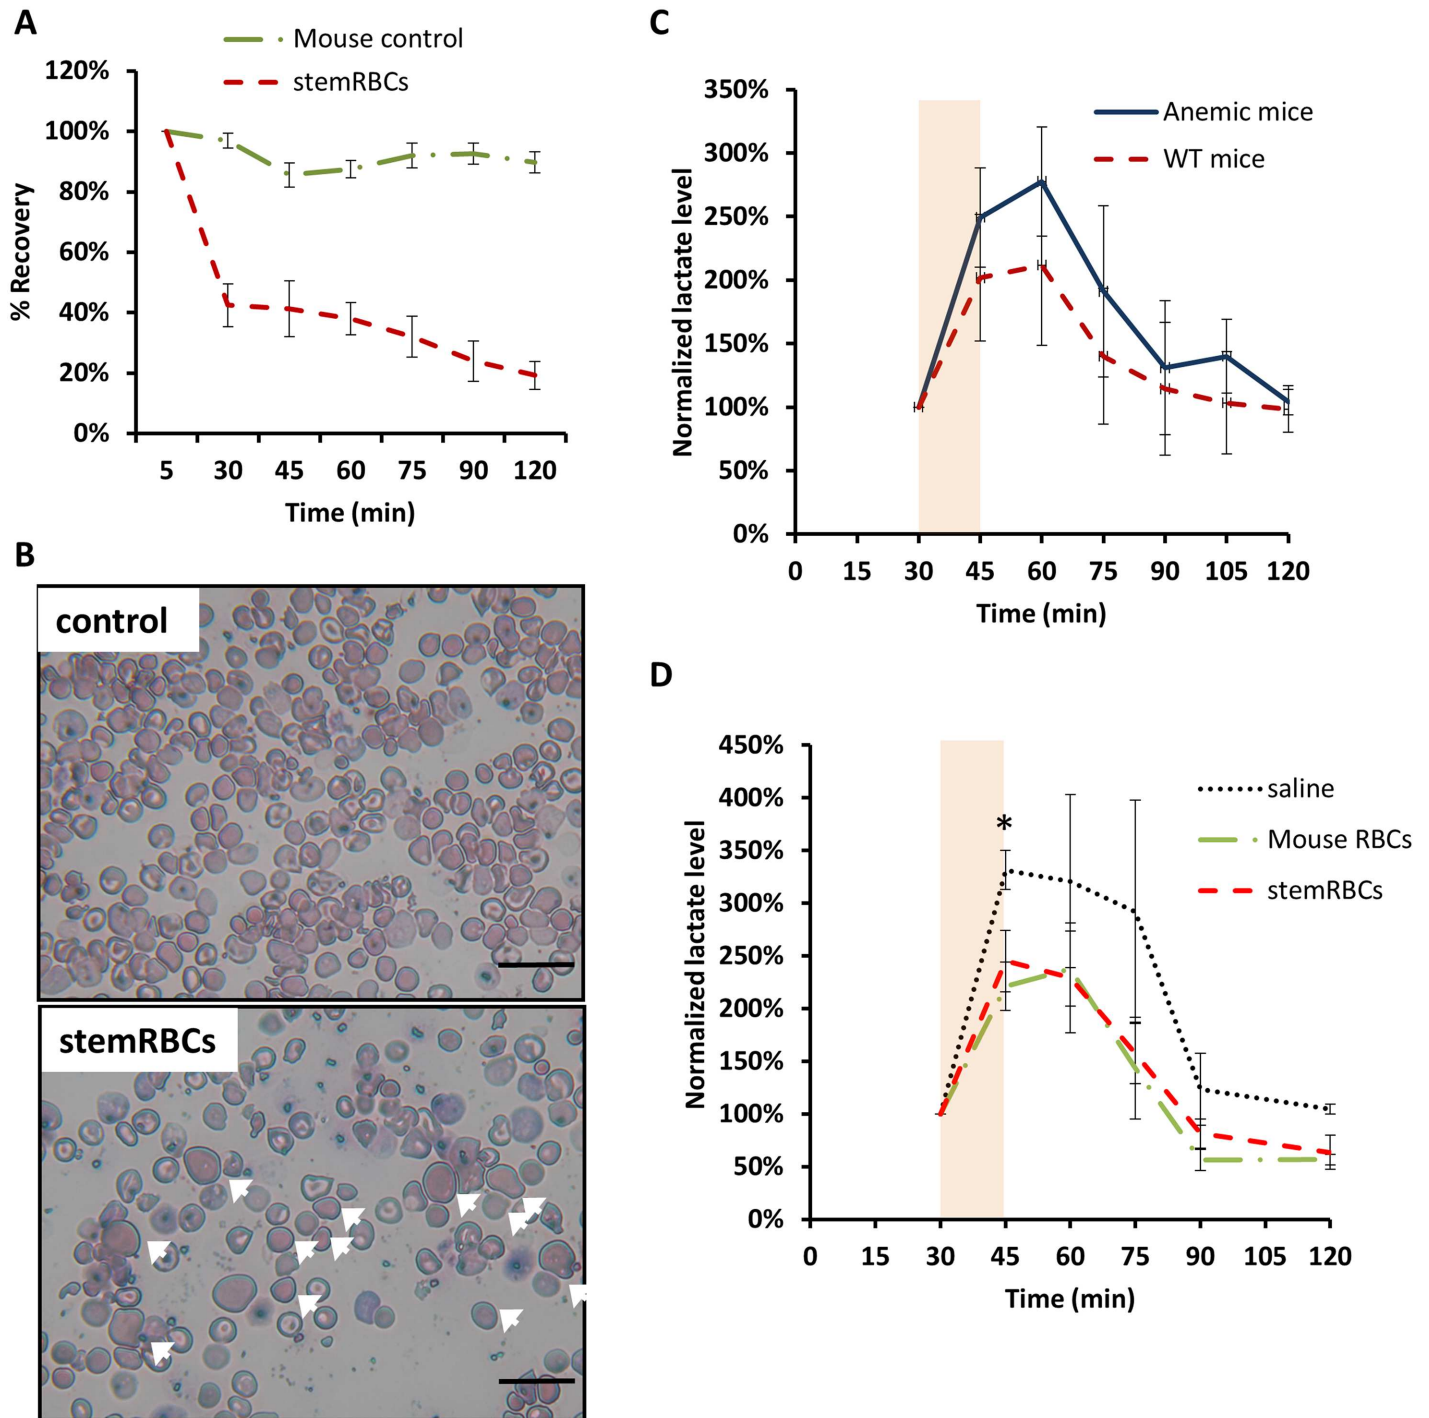 A
Mouse control
stemRBCs
120%
100%
80%
60%
40%
20%
0%
% Recovery
5 30 45 60 75 90 120
Time (min)
B
control
stemRBCs
C
Anemic mice
WT mice
350%
300%
250%
200%
150%
100%
50%
0%
Normalized lactate level
0 15 30 45 60 75 90 105 120
Time (min)
D
saline
Mouse RBCs
stemRBCs
450%
400%
350%
300%
250%
200%
150%
100%
50%
0%
Normalized lactate level
*
0 15 30 45 60 75 90 105 120
Time (min)